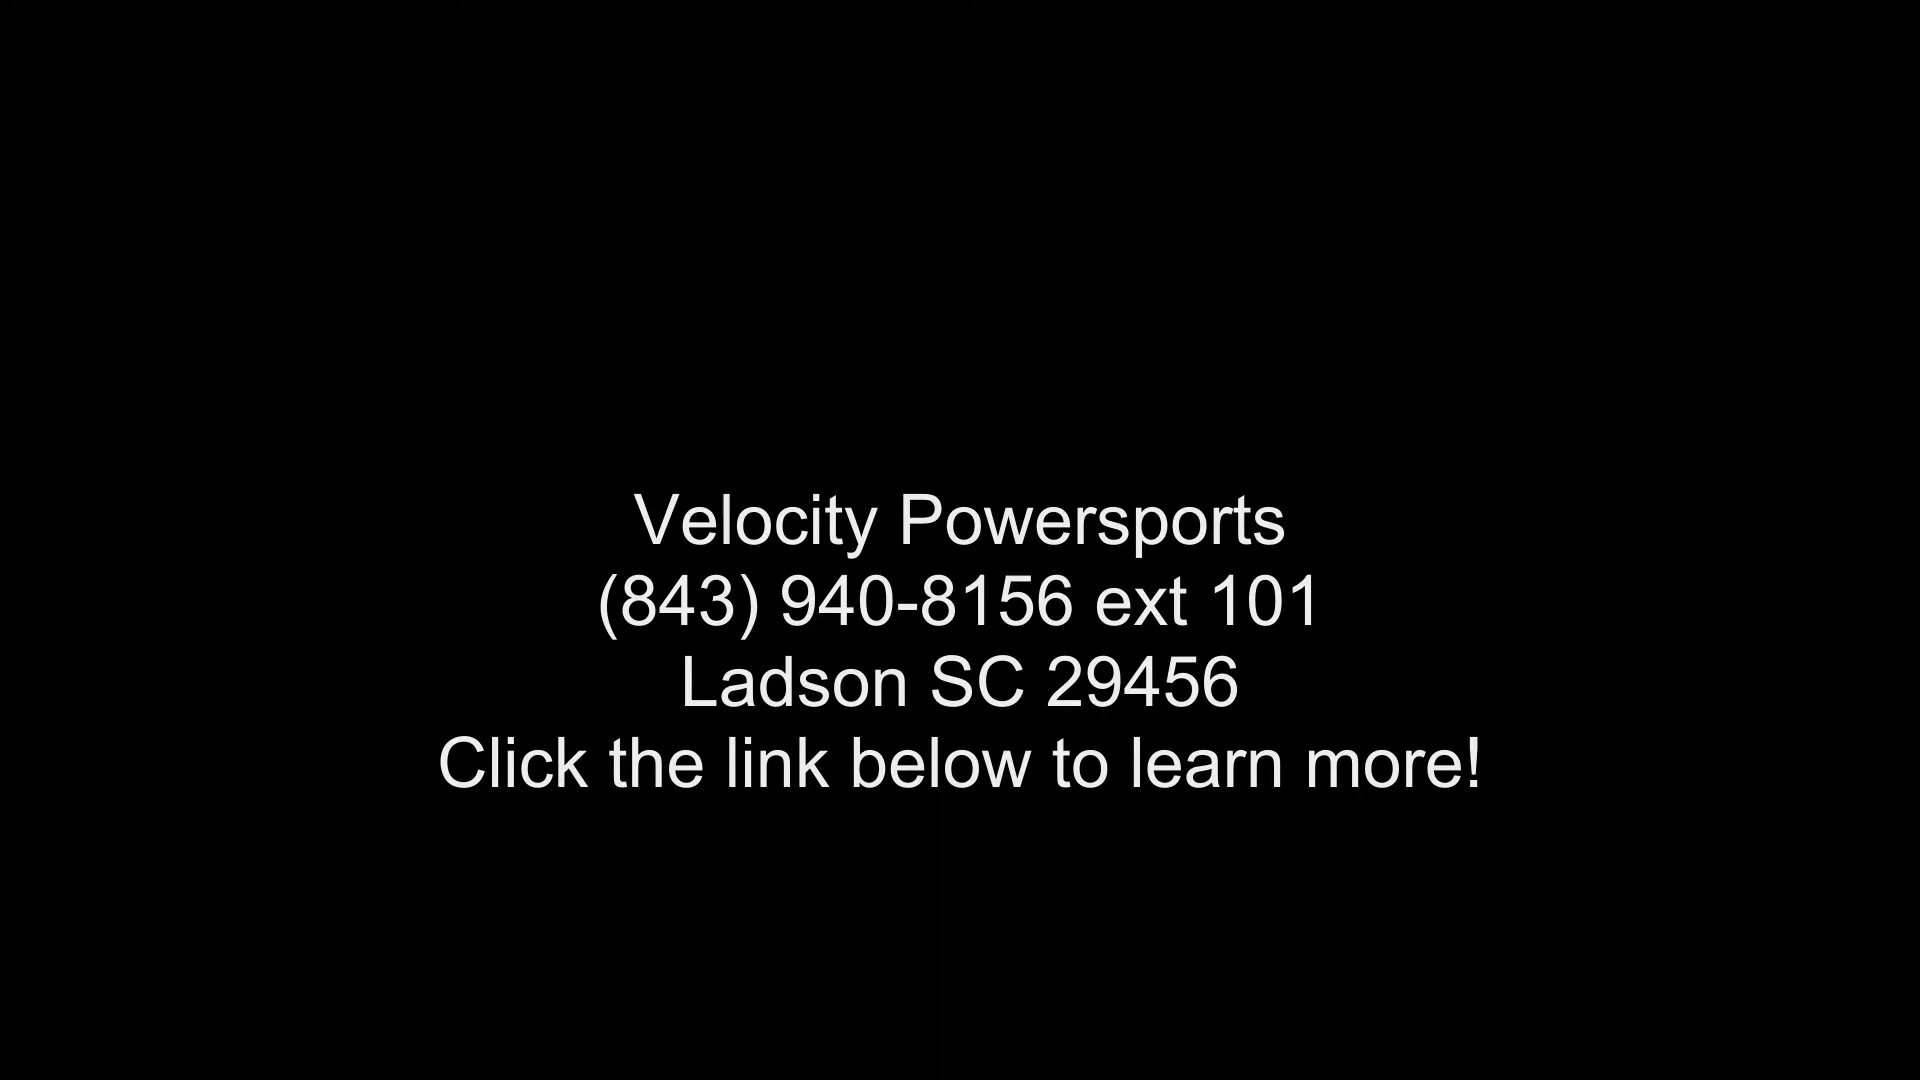 Velocity Powersports
(843) 940-8156 ext 101
Ladson SC 29456
Click the link below to learn more!